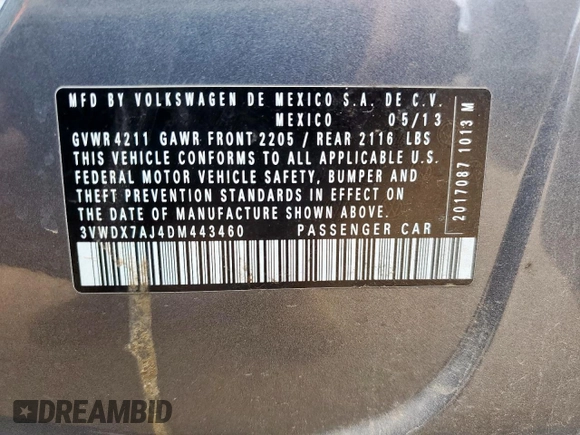 MFD BY VOLKSWAGEN DE MEXICO S.A. DE C.V.
MEXICO 05/13
GVWR 4211 GAWR FRONT 2205 / REAR 2116 LBS
THIS VEHICLE CONFORMS TO ALL APPLICABLE U.S.
FEDERAL MOTOR VEHICLE SAFETY, BUMPER AND
THEFT PREVENTION STANDARDS IN EFFECT ON
THE DATE OF MANUFACTURE SHOWN ABOVE.
3VWDX7AJ4DM443460 PASSENGER CAR
2017087 1013 M
DREAMBID